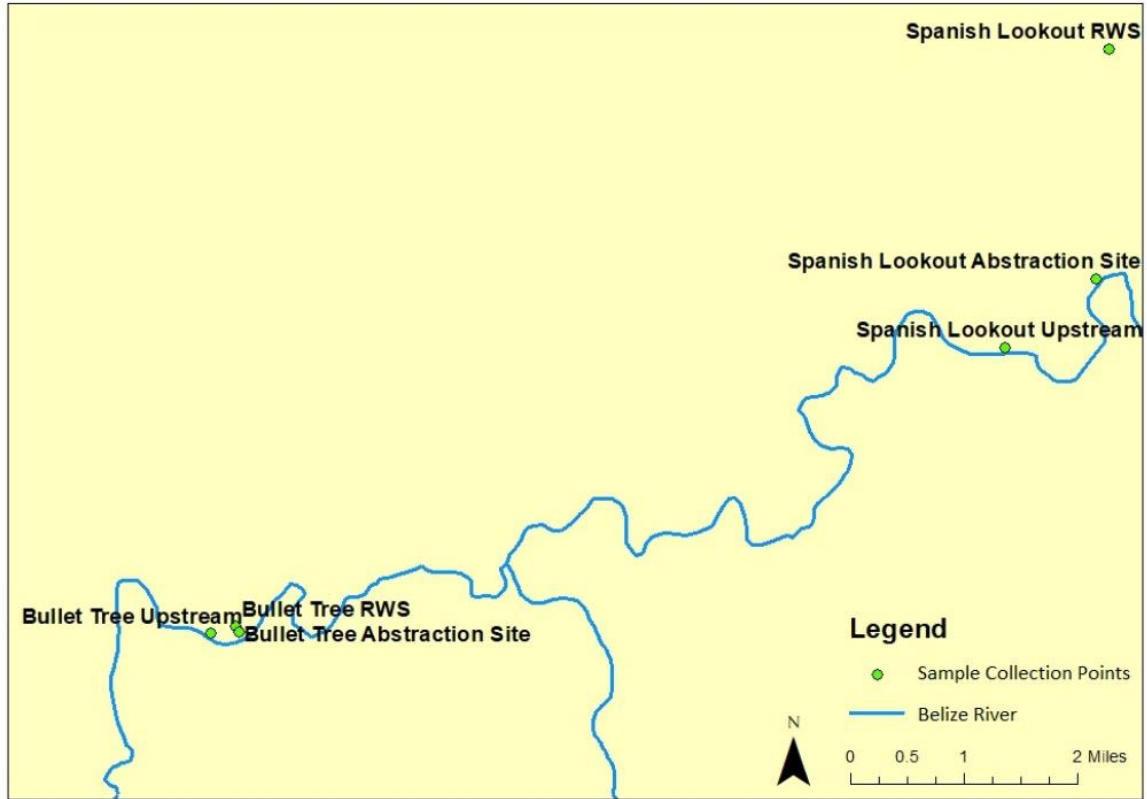 Spanish Lookout RWS
Spanish Lookout Abstraction Site
Spanish Lookout Upstream
Bullet Tree RWS
Bullet Tree Upstream
Bullet Tree Abstraction Site
Legend
Sample Collection Points
Belize River
N
0 0.5 1 2 Miles